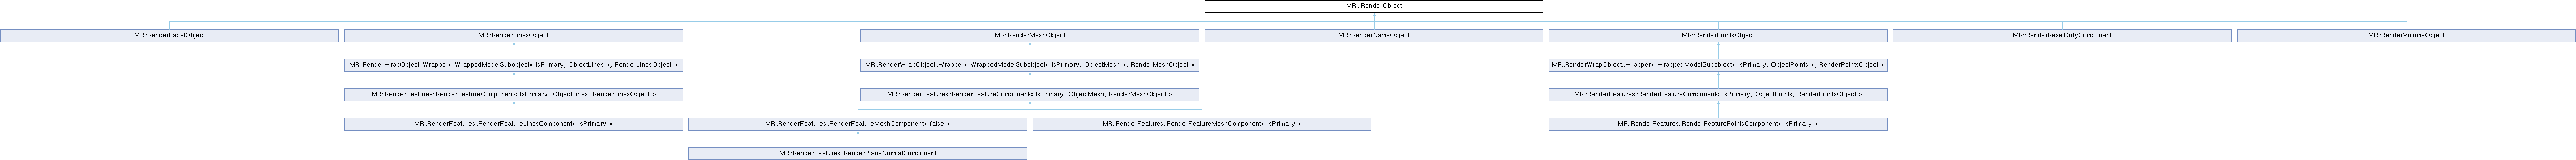 MR::IRenderObject
MR::RenderLabelObject
MR::RenderLinesObject
MR::RenderMeshObject
MR::RenderNameObject
MR::RenderPointsObject
MR::RenderResetDirtyComponent
MR::RenderVolumeObject
MR::RenderWrapObject::Wrapper< WrappedModelSubobject< IsPrimary, ObjectLines >, RenderLinesObject >
MR::RenderWrapObject::Wrapper< WrappedModelSubobject< IsPrimary, ObjectMesh >, RenderMeshObject >
MR::RenderWrapObject::Wrapper< WrappedModelSubobject< IsPrimary, ObjectPoints >, RenderPointsObject >
MR::RenderFeatures::RenderFeatureComponent< IsPrimary, ObjectLines, RenderLinesObject >
MR::RenderFeatures::RenderFeatureComponent< IsPrimary, ObjectMesh, RenderMeshObject >
MR::RenderFeatures::RenderFeatureComponent< IsPrimary, ObjectPoints, RenderPointsObject >
MR::RenderFeatures::RenderFeatureLinesComponent< IsPrimary >
MR::RenderFeatures::RenderFeatureMeshComponent< false >
MR::RenderFeatures::RenderFeatureMeshComponent< IsPrimary >
MR::RenderFeatures::RenderFeaturePointsComponent< IsPrimary >
MR::RenderFeatures::RenderPlaneNormalComponent